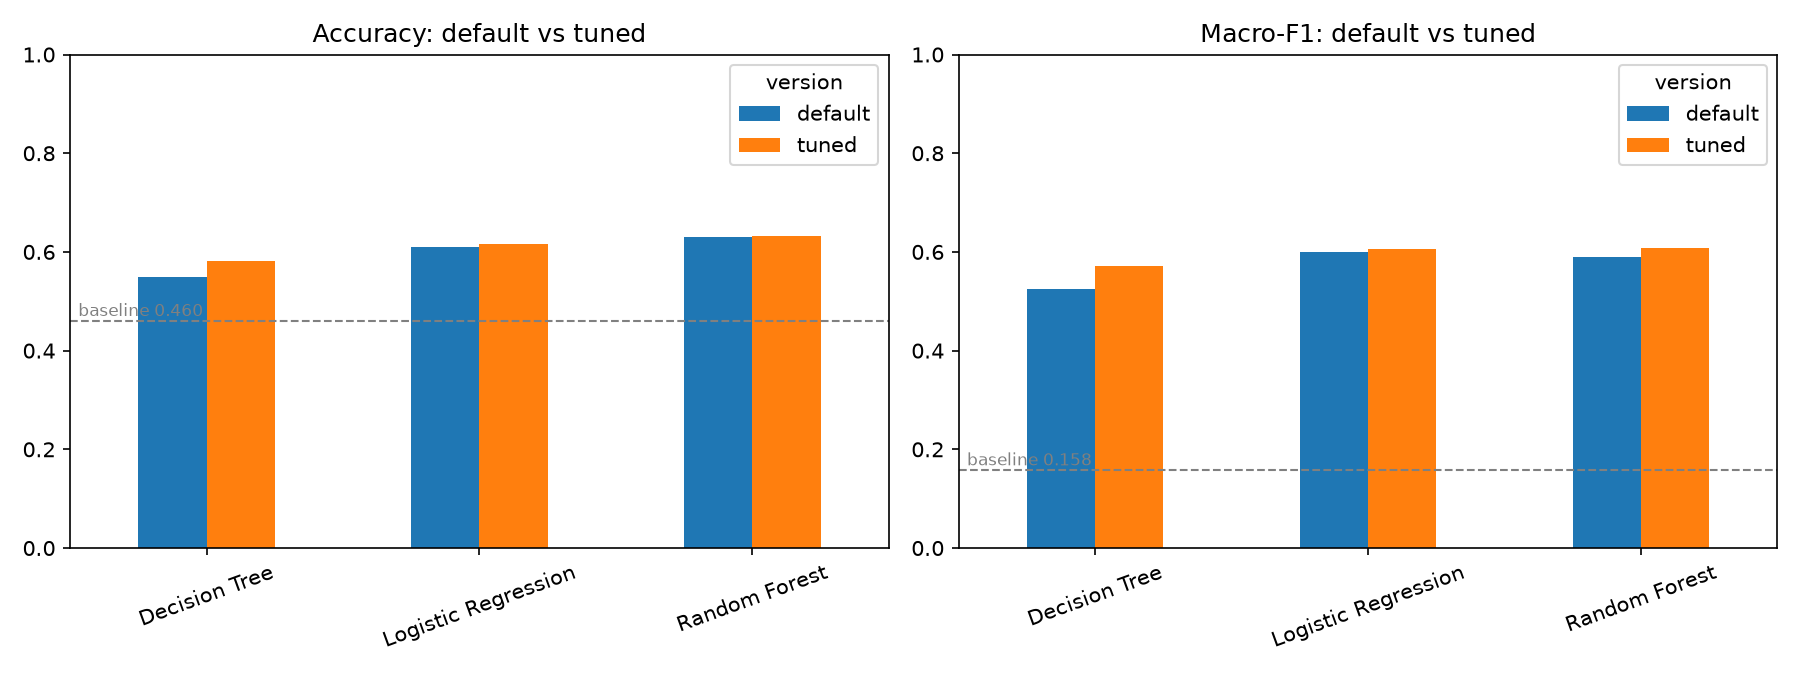 Accuracy: default vs tuned
1.0
0.8
0.6
0.4
0.2
0.0
version
default
tuned
baseline 0.460
Decision Tree
Logistic Regression
Random Forest
Macro-F1: default vs tuned
1.0
0.8
0.6
0.4
0.2
0.0
version
default
tuned
baseline 0.158
Decision Tree
Logistic Regression
Random Forest